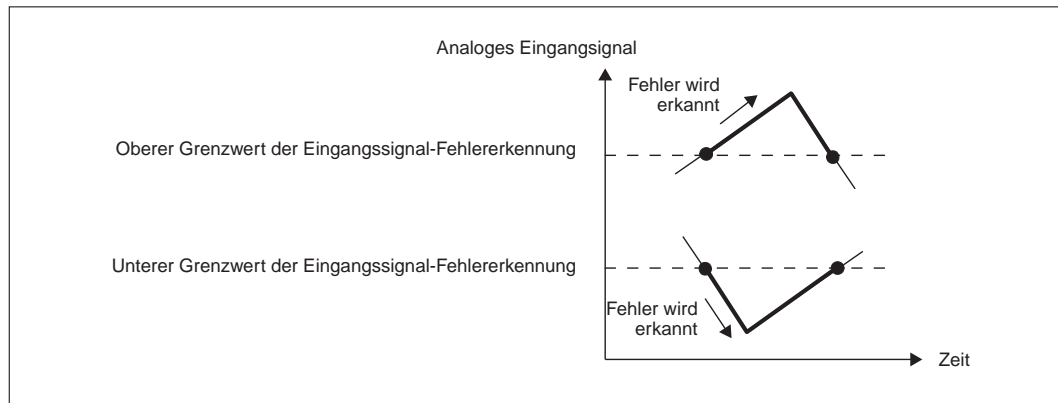 Analoges Eingangsignal
Fehler wird
erkannt
Oberer Grenzwert der Eingangssignal-Fehlererkennung
Unterer Grenzwert der Eingangssignal-Fehlererkennung
Fehler wird
erkannt
Zeit